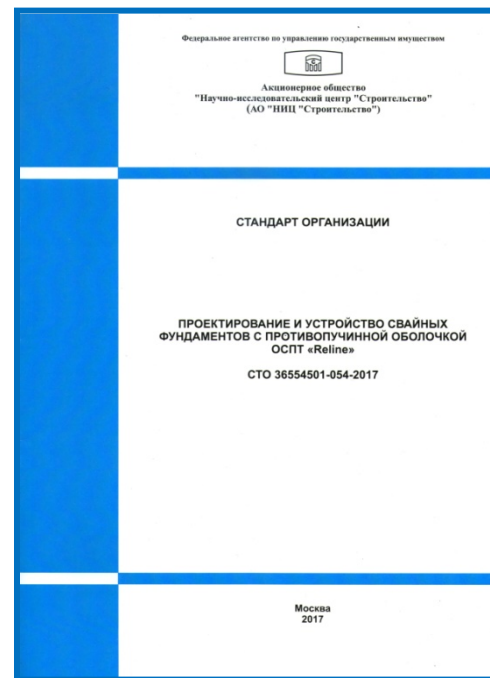 Федеральное агентство по управлению государственным имуществом
Акционерное общество
"Научно-исследовательский центр "Строительство"
(АО "НИЦ "Строительство")
СТАНДАРТ ОРГАНИЗАЦИИ
ПРОЕКТИРОВАНИЕ И УСТРОЙСТВО СВАЙНЫХ
ФУНДАМЕНТОВ С ПРОТИВОПУЧИННОЙ ОБОЛОЧКОЙ
ОСПТ «Reline»
СТО 36554501-054-2017
Москва
2017